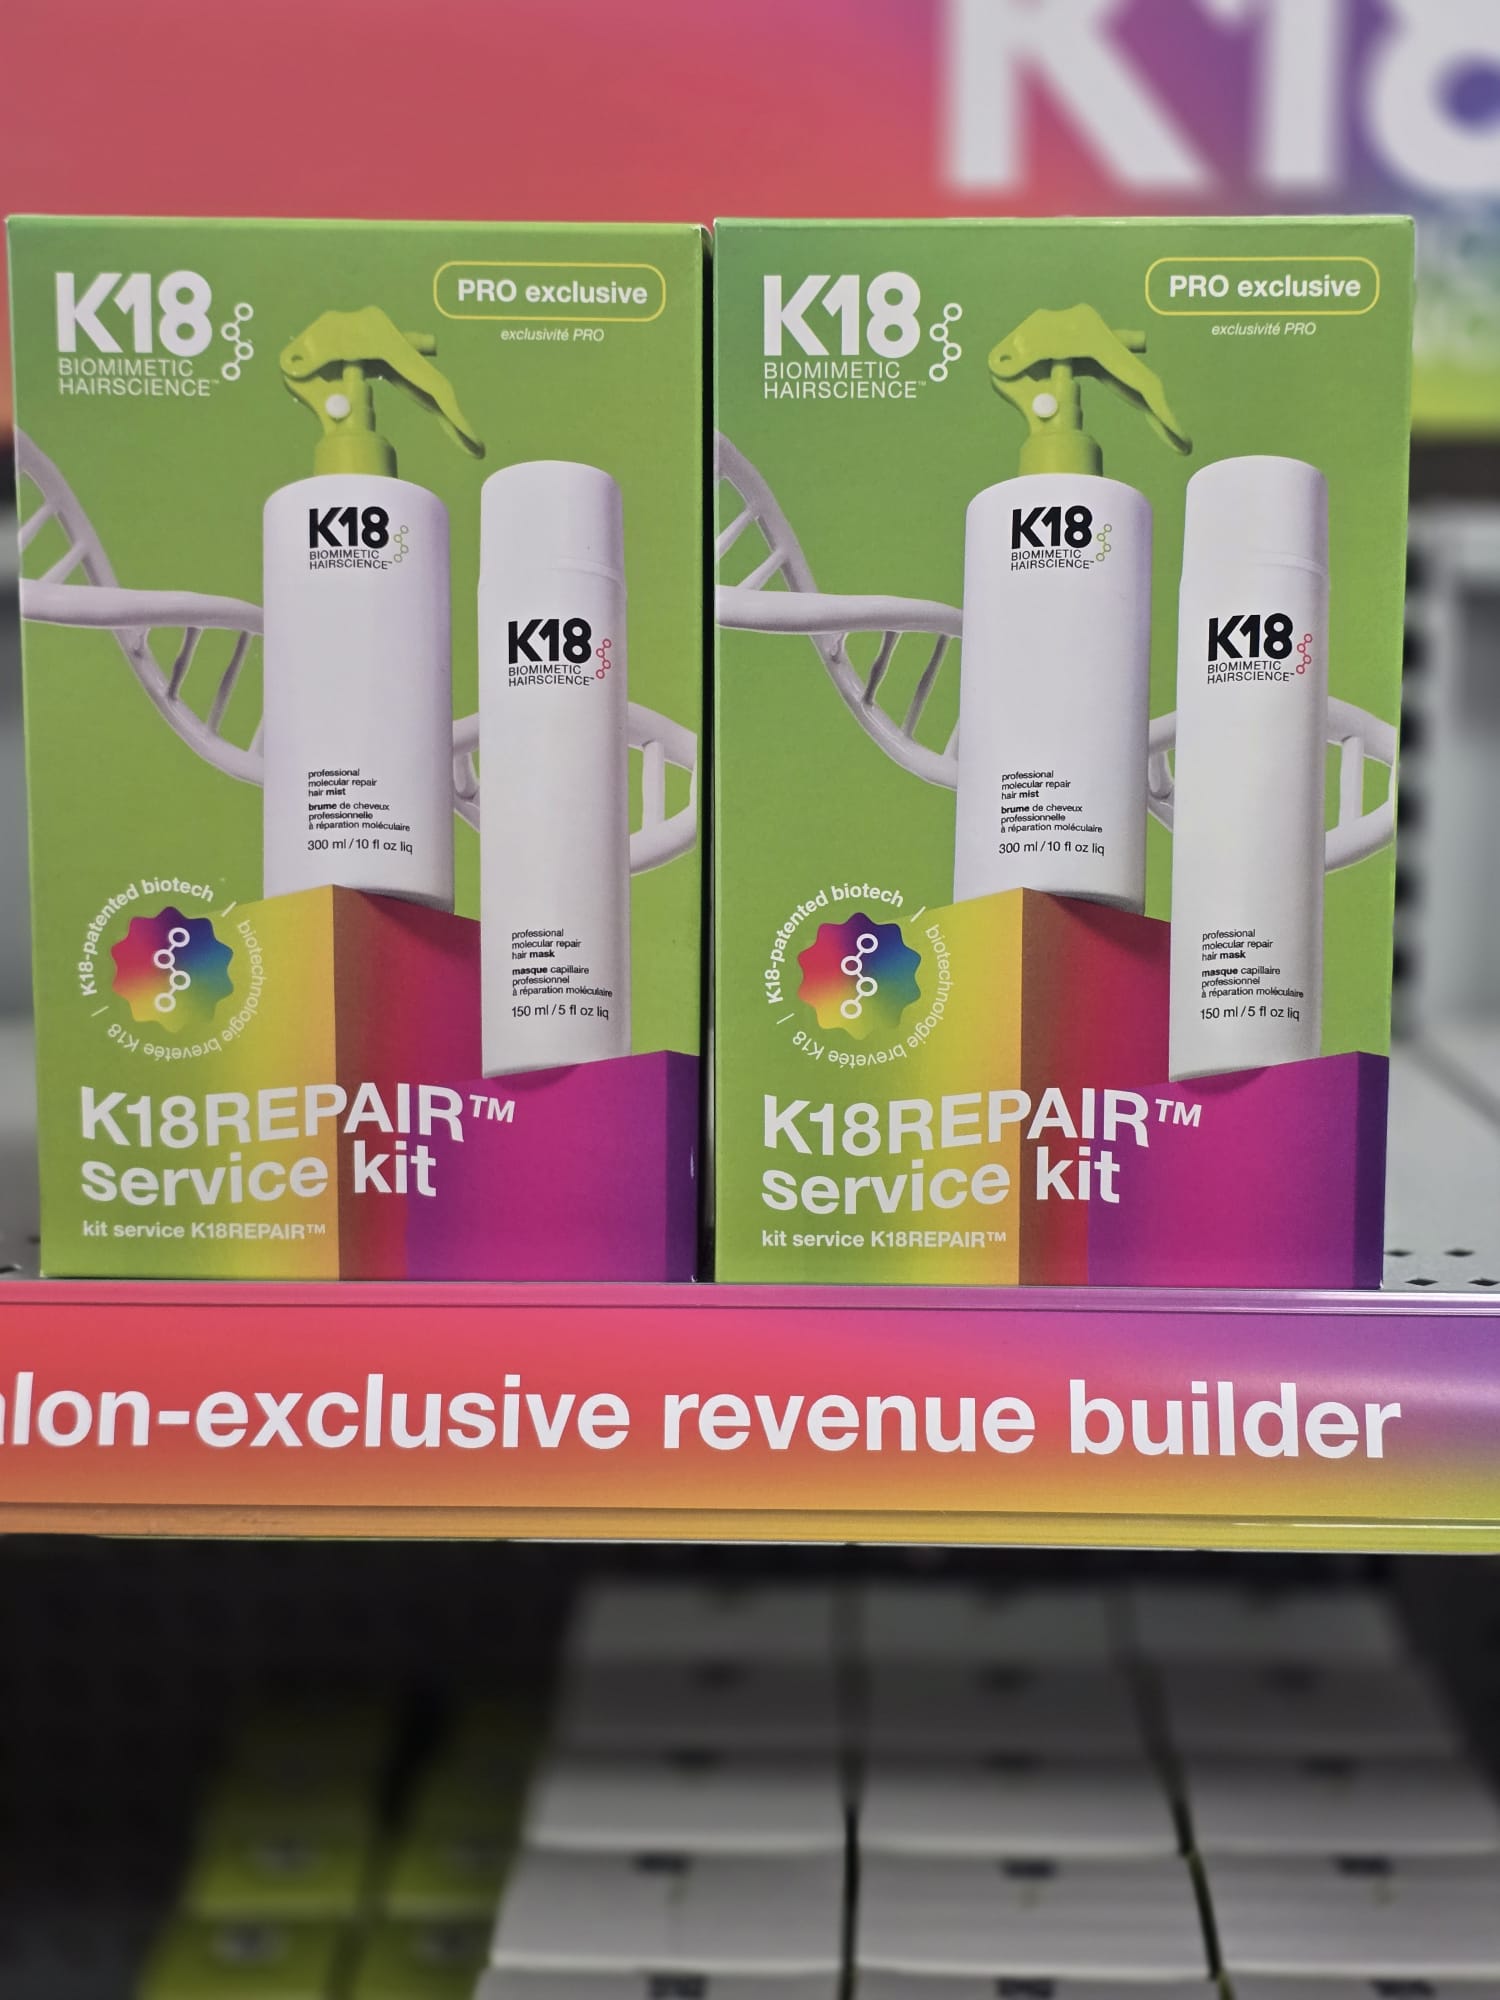 K18
K18
BIOMIMETIC
HAIRSCIENCE™
PRO exclusive
exclusivité PRO
K18
BIOMIMETIC
HAIRSCIENCE™
professional
molecular repair
hair mist
brume de cheveux
professionnelle
à réparation moléculaire
300 ml / 10 fl oz liq
K18
BIOMIMETIC
HAIRSCIENCE™
professional
molecular repair
hair mask
masque capillaire
professionnel
à réparation moléculaire
150 ml / 5 fl oz liq
K18-patented biotech | biotechnologie brevetée K18 |
K18REPAIR™
service kit
kit service K18REPAIR™
K18
BIOMIMETIC
HAIRSCIENCE™
PRO exclusive
exclusivité PRO
K18
BIOMIMETIC
HAIRSCIENCE™
professional
molecular repair
hair mist
brume de cheveux
professionnelle
à réparation moléculaire
300 ml / 10 fl oz liq
K18
BIOMIMETIC
HAIRSCIENCE™
professional
molecular repair
hair mask
masque capillaire
professionnel
à réparation moléculaire
150 ml / 5 fl oz liq
K18-patented biotech | biotechnologie brevetée K18 |
K18REPAIR™
service kit
kit service K18REPAIR™
alon-exclusive revenue builder